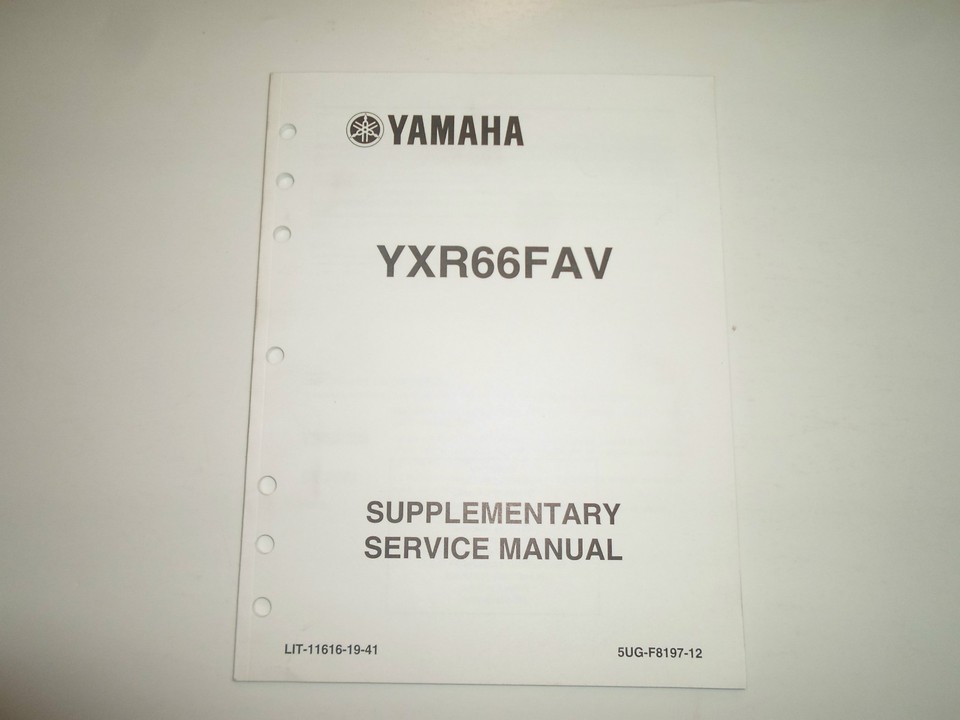 YAMAHA
YXR66FAV
SUPPLEMENTARY
SERVICE MANUAL
LIT-11616-19-41
5UG-F8197-12